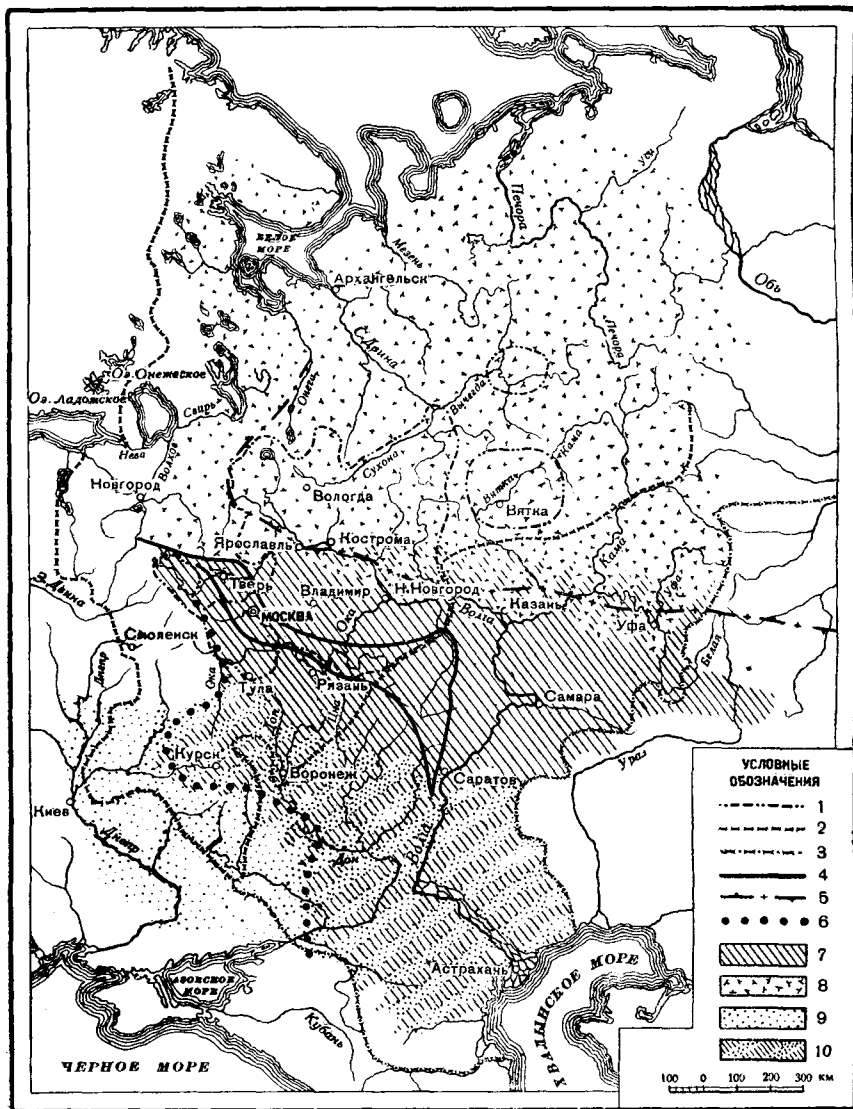 Печора
Уса
БЕЛОЕ
МОРЕ
Мезень
Архангельск
Обь
С. Двина
Печора
Оз. Онежское
Оз. Ладожское
Свирь
Онега
Вычегда
Нева
Волхов
Сухона
Кама
Вятка
Новгород
Вологда
Вятка
Ярославль
Кострома
Кама
З. Двина
Тверь
Владимир
Н. Новгород
Волга
Казань
Уфа
МОСКВА
Ока
Уфа
Смоленск
Белая
Днепр
Ока
Тула
Рязань
Самара
Дон
Цна
Курск
Воронеж
Саратов
Урал
Киев
Днепр
Дон
Волга
Астрахань
АЗОВСКОЕ
МОРЕ
Кубань
ЧЕРНОЕ МОРЕ
ХВАЛЫНСКОЕ МОРЕ
УСЛОВНЫЕ
ОБОЗНАЧЕНИЯ
1
2
3
4
5
6
7
8
9
10
100 0 100 200 300 км